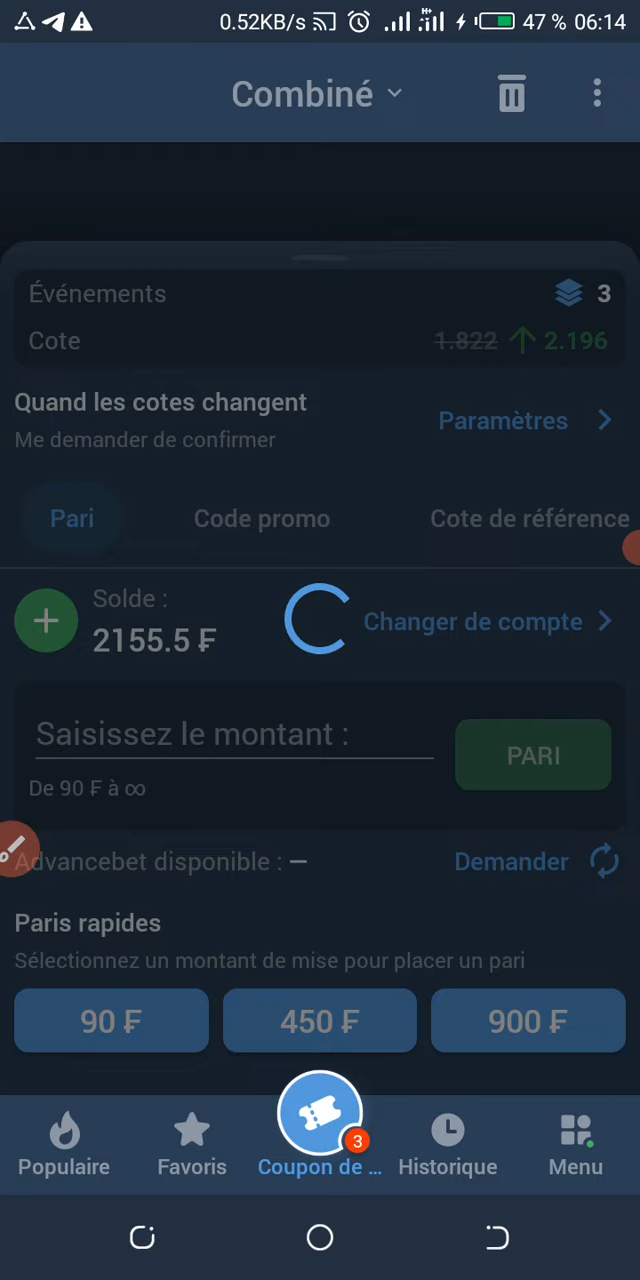 0.52KB/s H+ 47 % 06:14
Combiné
Événements 3
Cote 1.822 2.196
Quand les cotes changent
Me demander de confirmer
Paramètres
Pari Code promo Cote de référence
Solde :
2155.5 ₣
Changer de compte
Saisissez le montant :
PARI
De 90 ₣ à ∞
Advancebet disponible : —
Demander
Paris rapides
Sélectionnez un montant de mise pour placer un pari
90 ₣ 450 ₣ 900 ₣
3
Populaire Favoris Coupon de ... Historique Menu